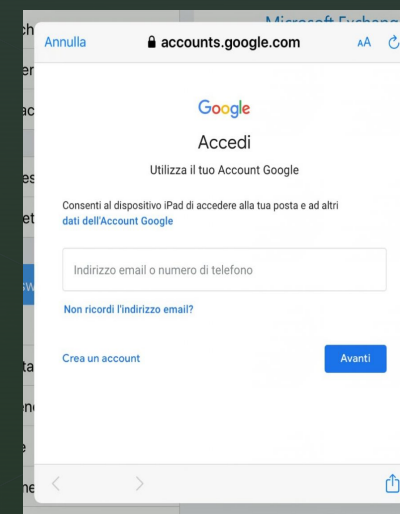 Microsoft Exchang
Annulla accounts.google.com AA
Google
Accedi
Utilizza il tuo Account Google
Consenti al dispositivo iPad di accedere alla tua posta e ad altri
dati dell'Account Google
Indirizzo email o numero di telefono
Non ricordi l'indirizzo email?
Crea un account Avanti